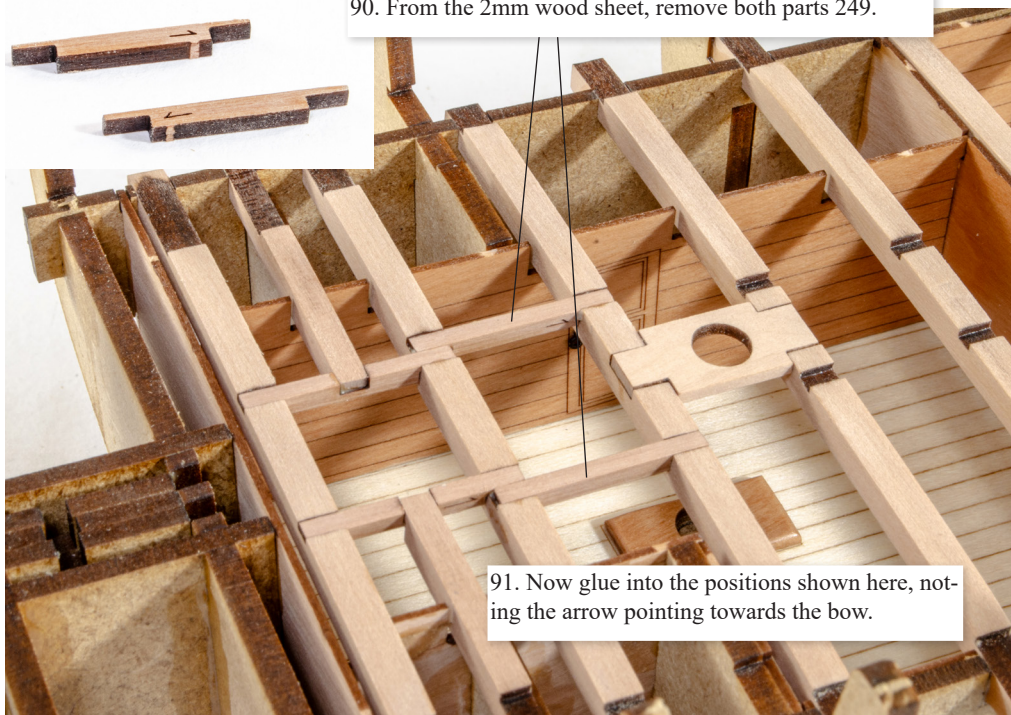 90. From the 2mm wood sheet, remove both parts 249.
91. Now glue into the positions shown here, not-
ing the arrow pointing towards the bow.